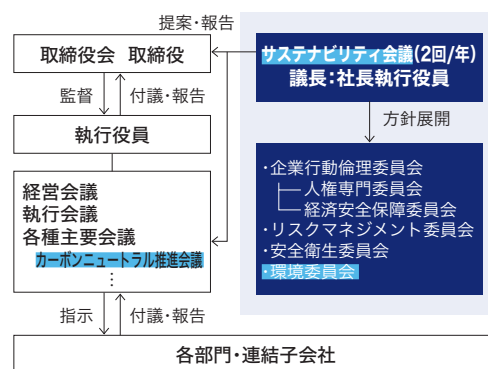 提案・報告
取締役会 取締役
監督
付議・報告
執行役員
経営会議
執行会議
各種主要会議
カーボンニュートラル推進会議
⋮
指示
付議・報告
各部門・連結子会社
サステナビリティ会議(2回/年)
議長：社長執行役員
方針展開
・企業行動倫理委員会
人権専門委員会
経済安全保障委員会
・リスクマネジメント委員会
・安全衛生委員会
・環境委員会